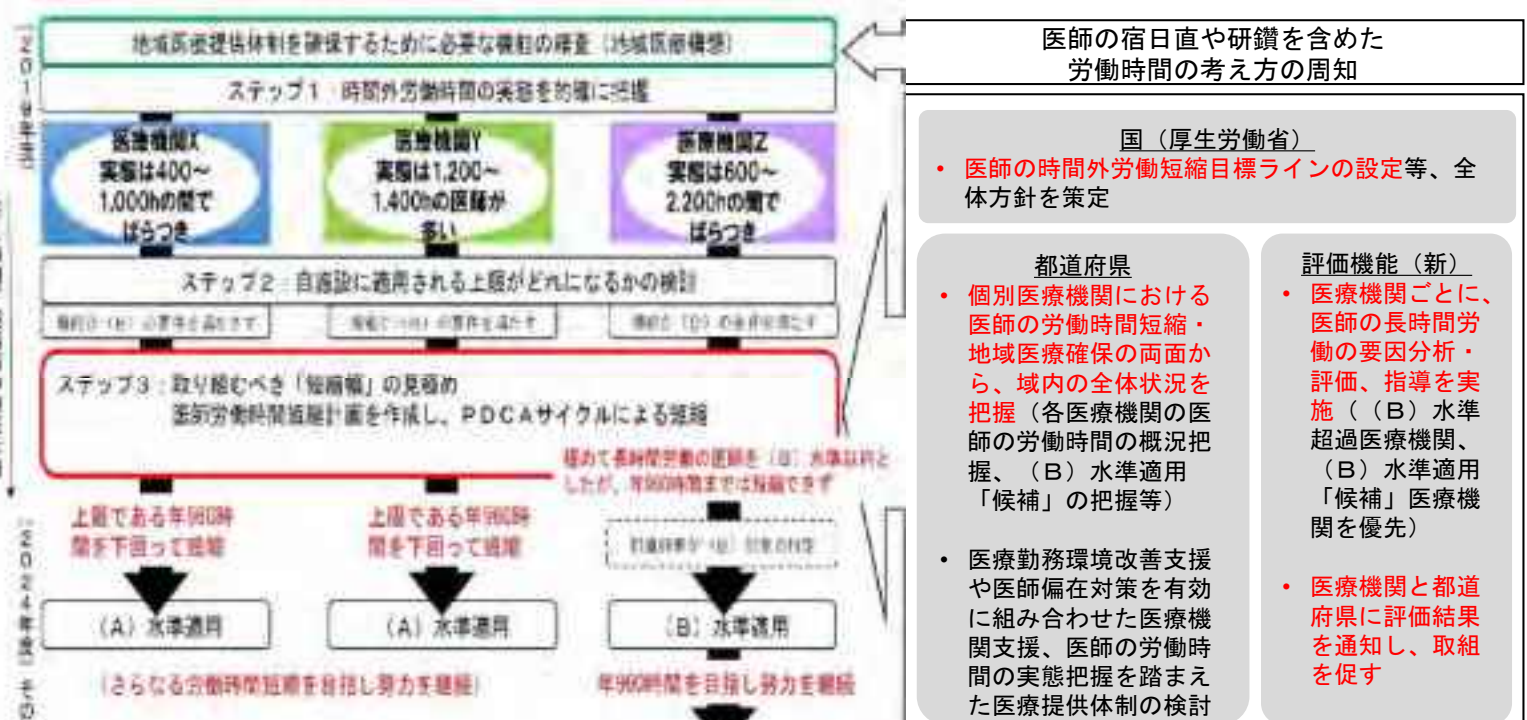 地域医療提供体制を確保するために必要な機能の精査（地域医療構想）
ステップ1：時間外労働時間の実態を的確に把握
医療機関X
実態は400～
1,000hの間で
ばらつき
医療機関Y
実態は1,200～
1,400hの医師が
多い
医療機関Z
実態は600～
2,200hの間で
ばらつき
ステップ2：自施設に適用される上限がどれになるかの検討
ステップ3：取り組むべき「短縮幅」の見極め
医師労働時間短縮計画を作成し、PDCAサイクルによる短縮
極めて長時間労働の医師を（B）水準以内と
したが、年960時間までは短縮できず
上限である年960時
間を下回って短縮
上限である年960時
間を下回って短縮
（A）水準適用
（A）水準適用
（B）水準適用
（さらなる労働時間短縮を目指し努力を継続）
年960時間を目指し努力を継続
医師の宿日直や研鑽を含めた
労働時間の考え方の周知
国（厚生労働省）
• 医師の時間外労働短縮目標ラインの設定等、全
体方針を策定
都道府県
• 個別医療機関における
医師の労働時間短縮・
地域医療確保の両面か
ら、域内の全体状況を
把握（各医療機関の医
師の労働時間の概況把
握、（B）水準適用
「候補」の把握等）
• 医療勤務環境改善支援
や医師偏在対策を有効
に組み合わせた医療機
関支援、医師の労働時
間の実態把握を踏まえ
た医療提供体制の検討
評価機能（新）
• 医療機関ごとに、
医師の長時間労
働の要因分析・
評価、指導を実
施（（B）水準
超過医療機関、
（B）水準適用
「候補」医療機
関を優先）
• 医療機関と都道
府県に評価結果
を通知し、取組
を促す